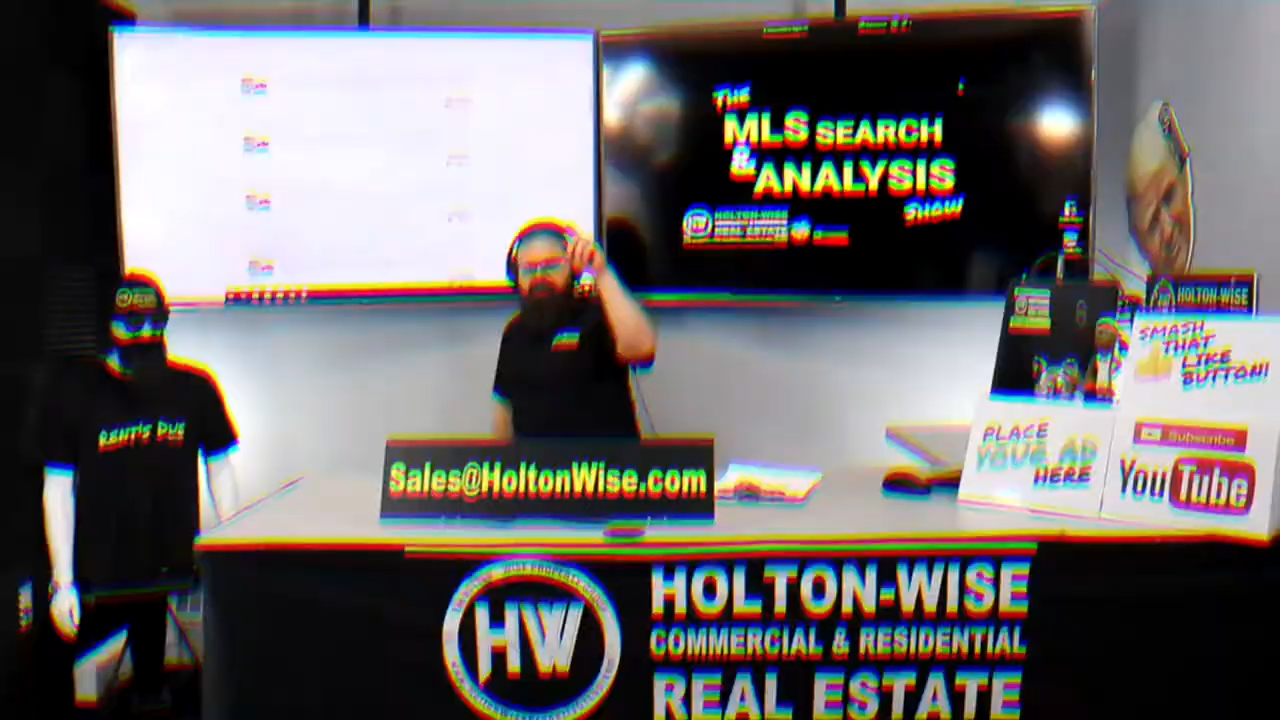 THE
MLS SEARCH
& ANALYSIS
SHOW
HOLTON-WISE
REAL ESTATE
HOLTON-WISE
SMASH
THAT
LIKE
BUTTON!
RENT'S DUE
PLACE
YOUR AD
HERE
Subscribe
YouTube
Sales@HoltonWise.com
HW
HOLTON-WISE
COMMERCIAL & RESIDENTIAL
REAL ESTATE